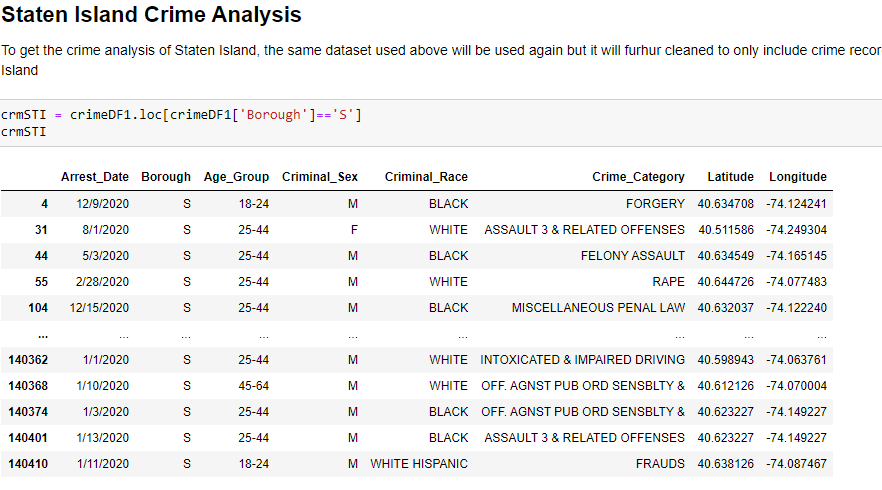 Staten Island Crime Analysis
To get the crime analysis of Staten Island, the same dataset used above will be used again but it will furhur cleaned to only include crime recor
Island
crmSTI = crimeDF1.loc[crimeDF1['Borough']=='S']
crmSTI
Arrest_Date Borough Age_Group Criminal_Sex Criminal_Race Crime_Category Latitude Longitude
4 12/9/2020 S 18-24 M BLACK FORGERY 40.634708 -74.124241
31 8/1/2020 S 25-44 F WHITE ASSAULT 3 & RELATED OFFENSES 40.511586 -74.249304
44 5/3/2020 S 25-44 M BLACK FELONY ASSAULT 40.634549 -74.165145
55 2/28/2020 S 25-44 M WHITE RAPE 40.644726 -74.077483
104 12/15/2020 S 25-44 M BLACK MISCELLANEOUS PENAL LAW 40.632037 -74.122240
... ... ... ... ... ... ... ... ...
140362 1/1/2020 S 25-44 M WHITE INTOXICATED & IMPAIRED DRIVING 40.598943 -74.063761
140368 1/10/2020 S 45-64 M WHITE OFF. AGNST PUB ORD SENSBLTY & 40.612126 -74.070004
140374 1/3/2020 S 25-44 M BLACK OFF. AGNST PUB ORD SENSBLTY & 40.623227 -74.149227
140401 1/13/2020 S 25-44 M BLACK ASSAULT 3 & RELATED OFFENSES 40.623227 -74.149227
140410 1/11/2020 S 18-24 M WHITE HISPANIC FRAUDS 40.638126 -74.087467